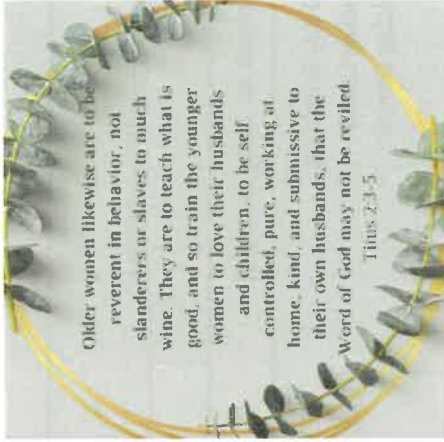 Older women likewise are to be
reverent in behavior, not
slanderers or slaves to much
wine. They are to teach what is
good, and so train the younger
women to love their husbands
and children, to be self
controlled, pure, working at
home, kind, and submissive to
their own husbands, that the
Word of God may not be reviled.
Titus 2:3-5